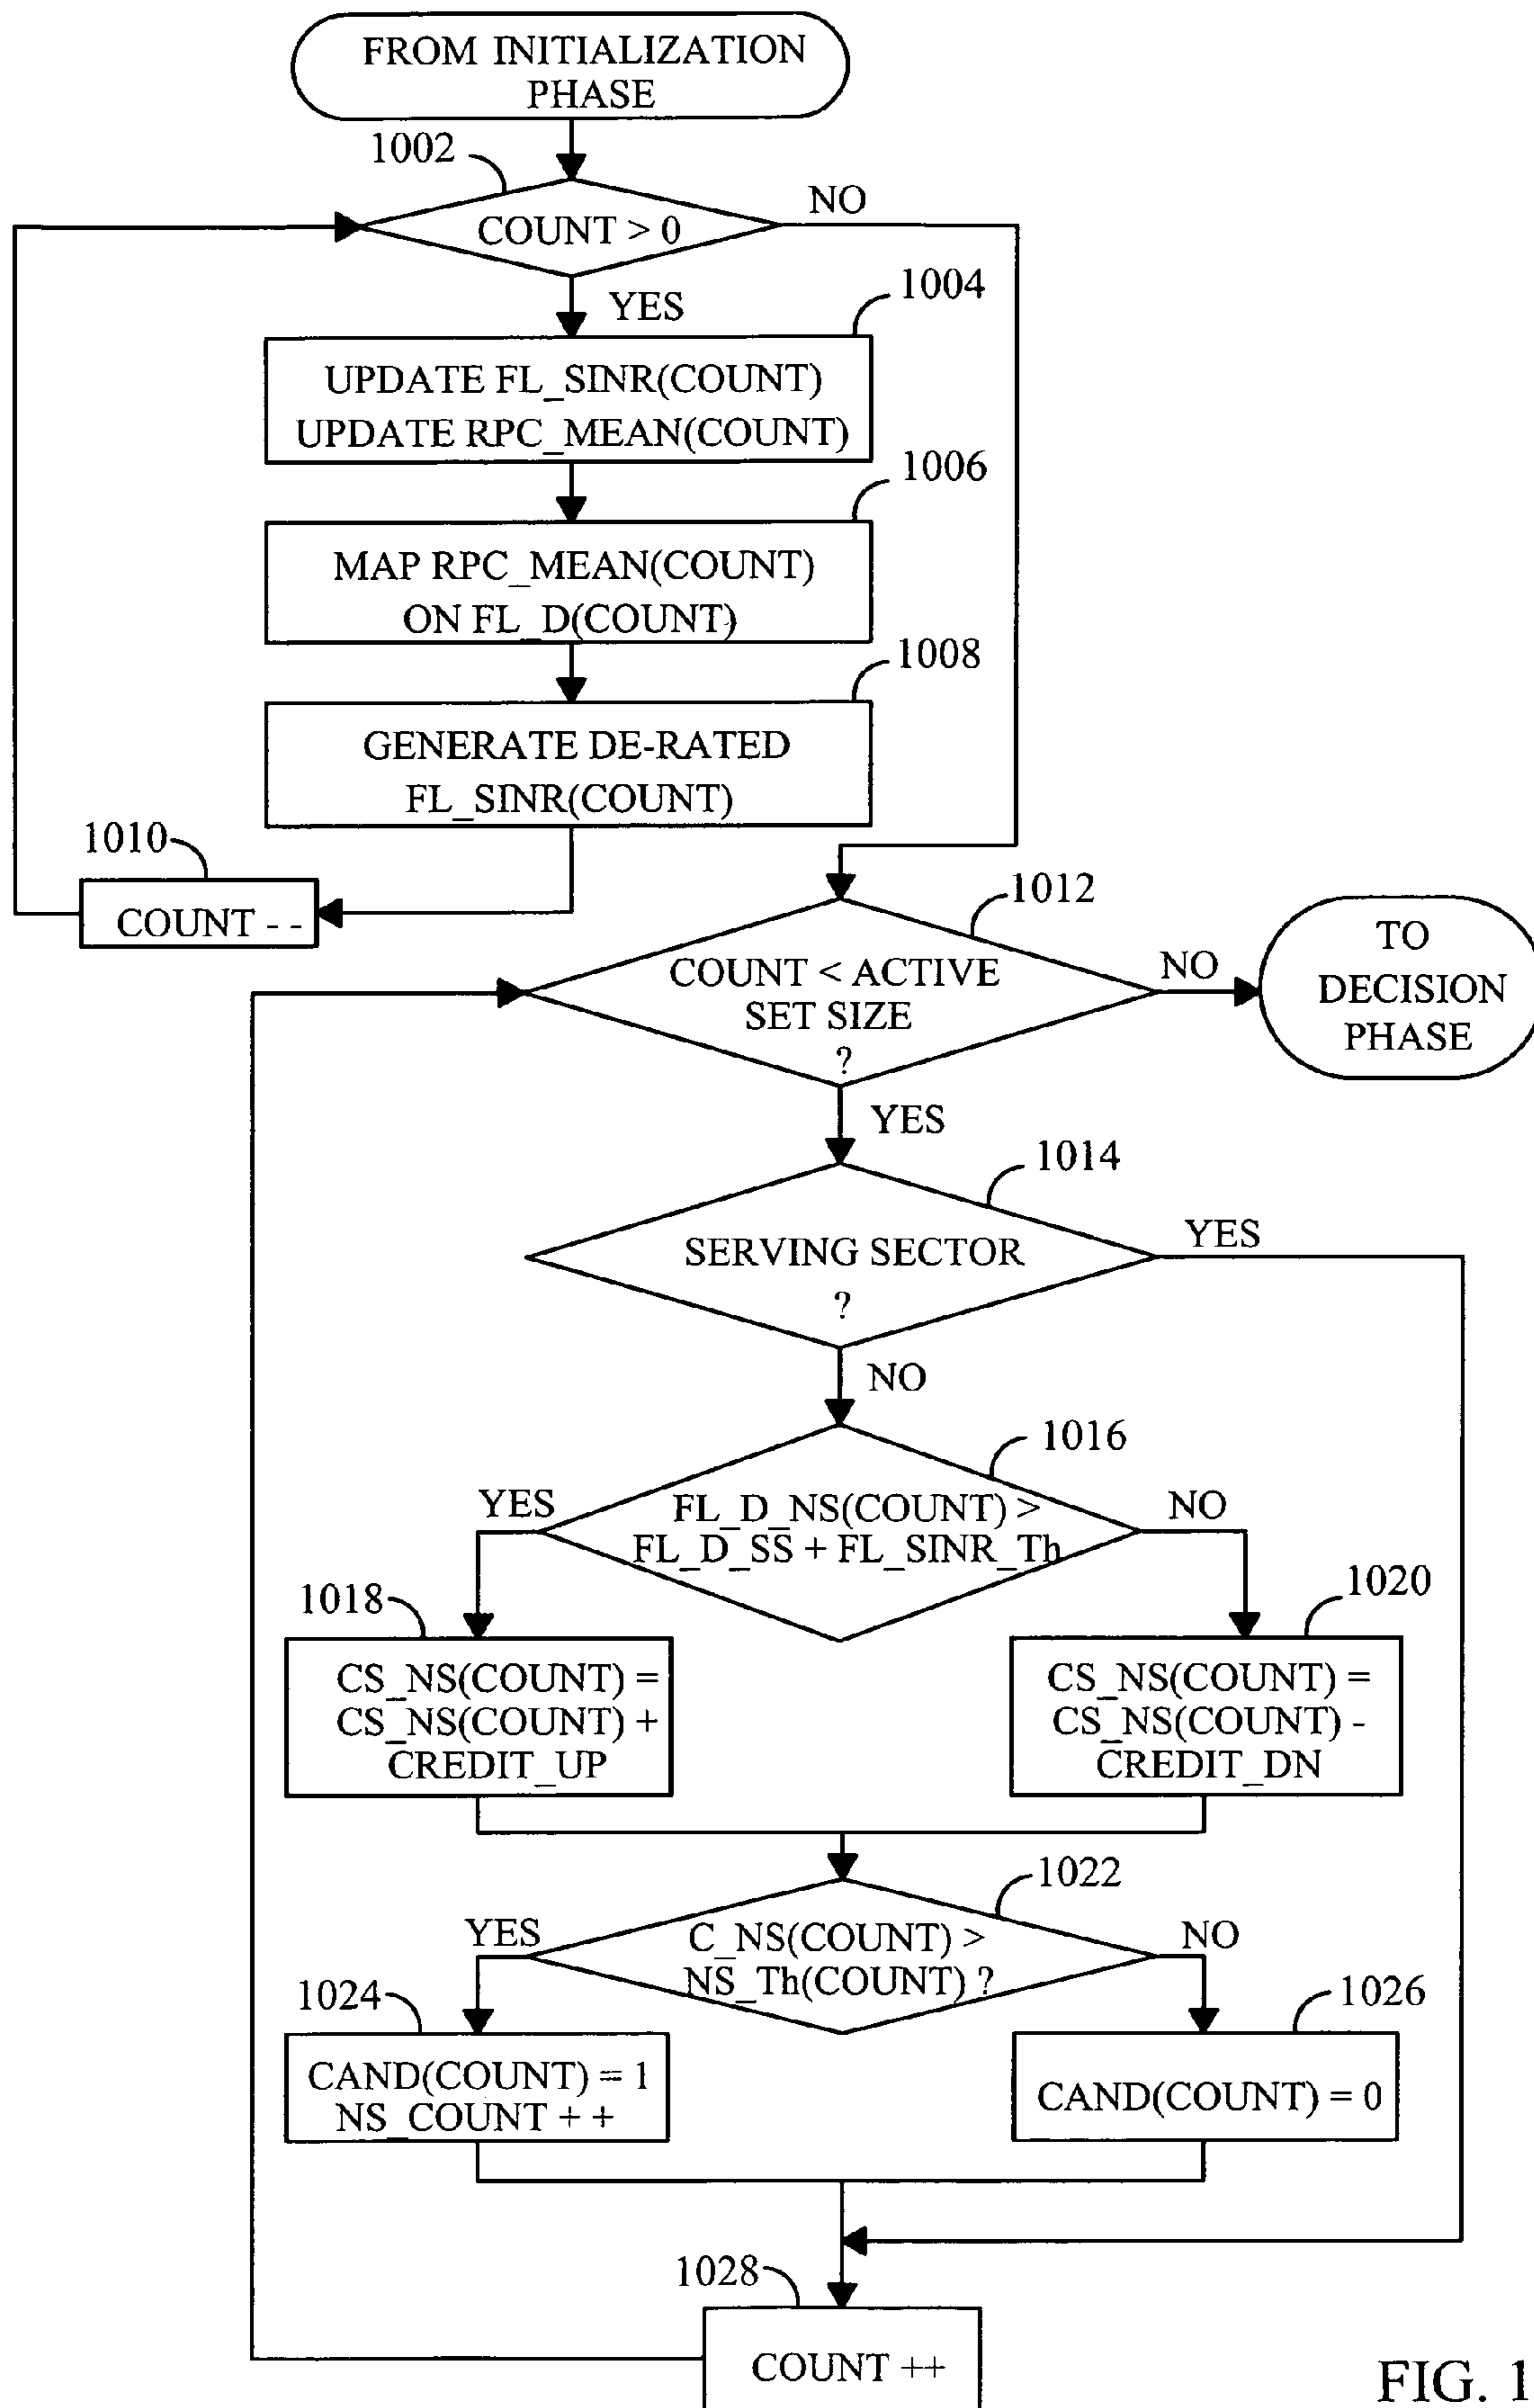 FROM INITIALIZATION
PHASE
1002
COUNT > 0
NO
YES
1004
UPDATE FL_SINR(COUNT)
UPDATE RPC_MEAN(COUNT)
1006
MAP RPC_MEAN(COUNT)
ON FL_D(COUNT)
1008
GENERATE DE-RATED
FL_SINR(COUNT)
1010
COUNT - -
1012
COUNT < ACTIVE
SET SIZE
?
NO
TO
DECISION
PHASE
YES
1014
SERVING SECTOR
?
YES
NO
1016
FL_D_NS(COUNT) >
FL_D_SS + FL_SINR_Th
YES
NO
1018
CS_NS(COUNT) =
CS_NS(COUNT) +
CREDIT_UP
1020
CS_NS(COUNT) =
CS_NS(COUNT) -
CREDIT_DN
1022
C_NS(COUNT) >
NS_Th(COUNT) ?
YES
NO
1024
CAND(COUNT) = 1
NS_COUNT + +
1026
CAND(COUNT) = 0
1028
COUNT ++
FIG. 1